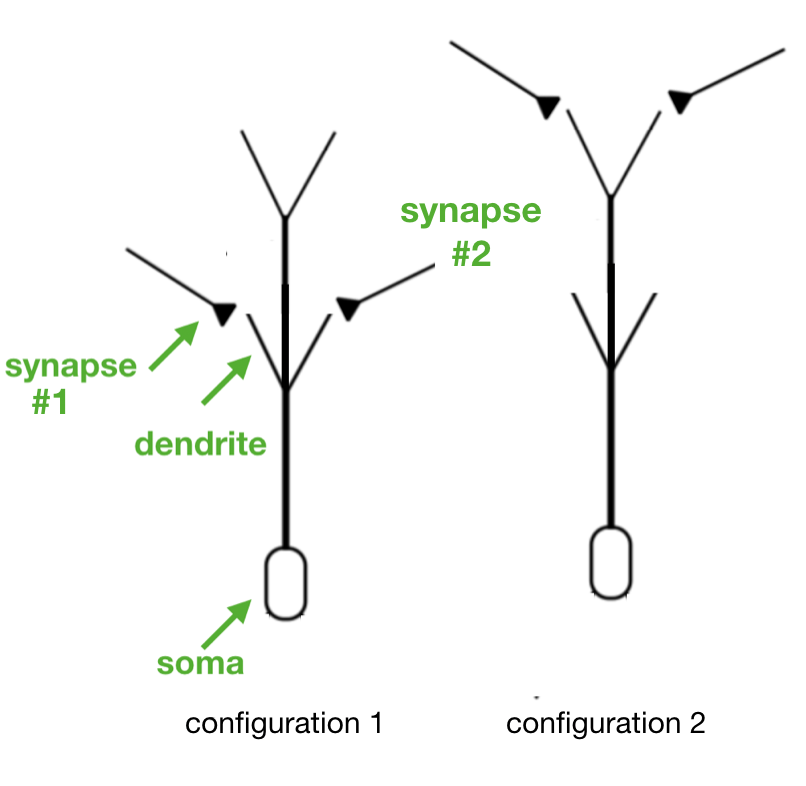 synapse
#2
synapse
#1
dendrite
soma
configuration 1
configuration 2